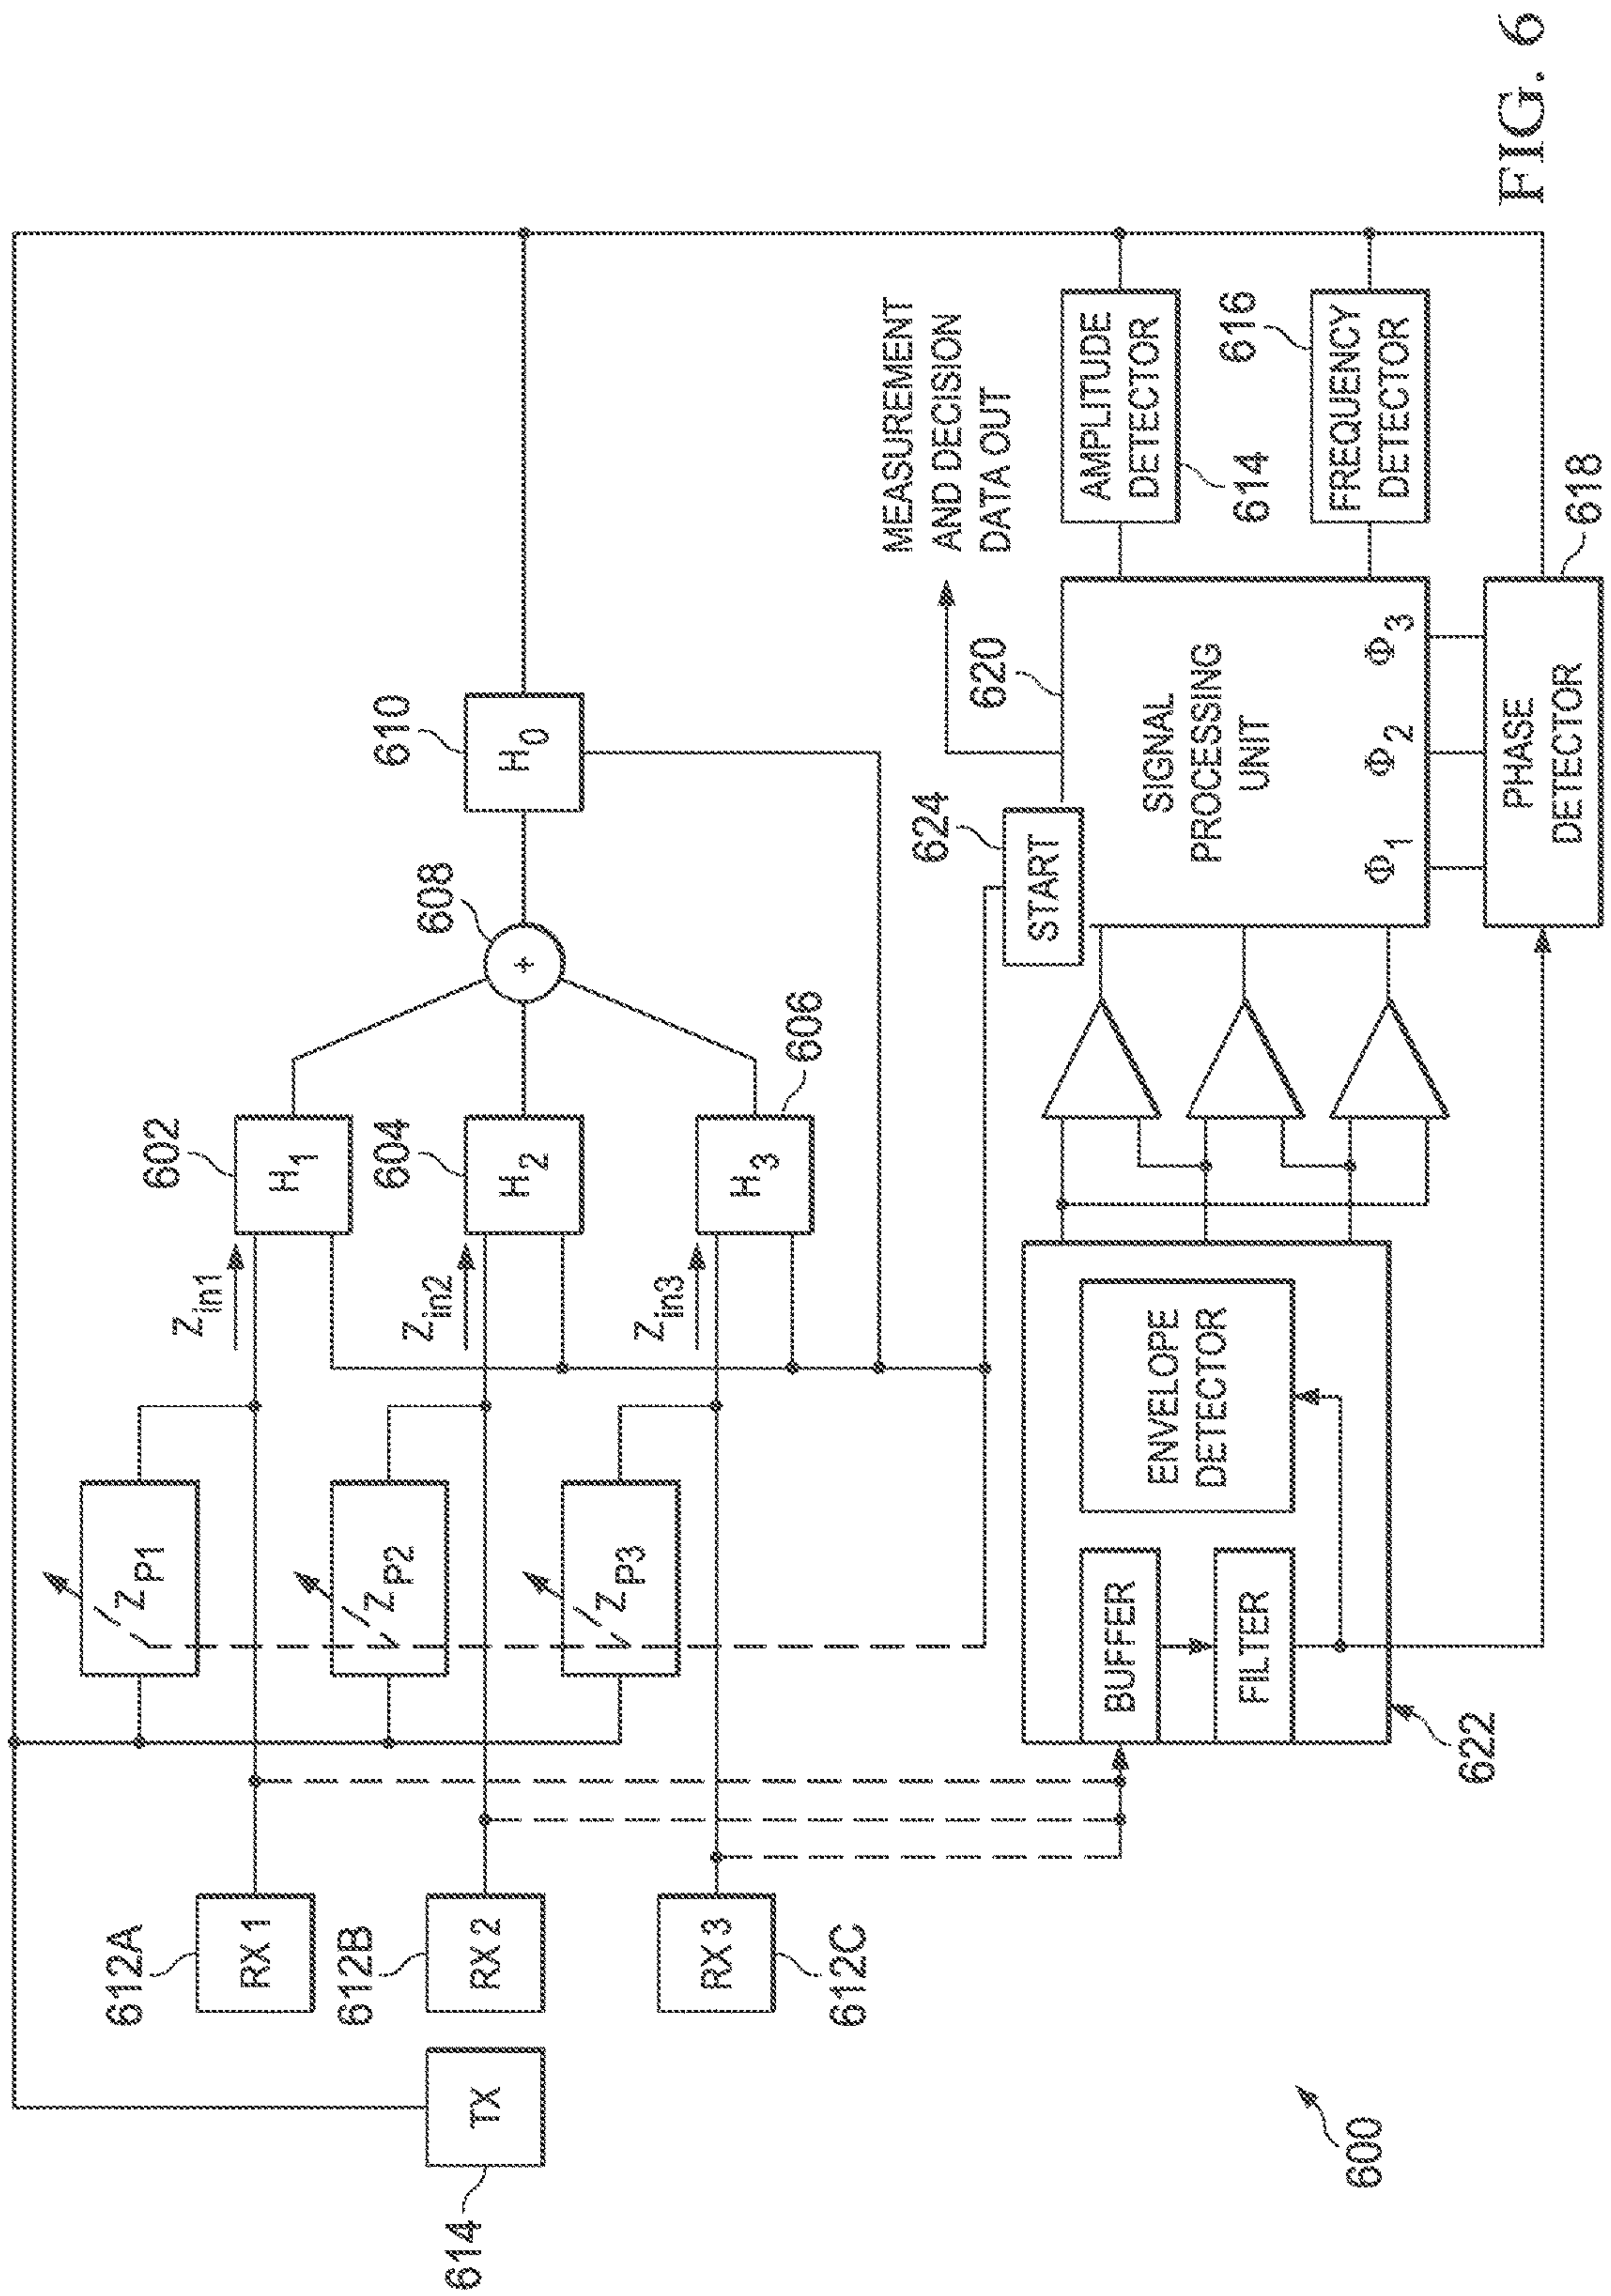 614
TX
612A
RX 1
612B
RX 2
RX 3
612C
ZP1
ZP2
ZP3
Zin1
Zin2
Zin3
602
H1
604
H2
H3
606
608
+
610
H0
622
BUFFER
FILTER
ENVELOPE
DETECTOR
624
START
620
SIGNAL
PROCESSING
UNIT
Φ1
Φ2
Φ3
MEASUREMENT
AND DECISION
DATA OUT
AMPLITUDE
DETECTOR
614
616
FREQUENCY
DETECTOR
PHASE
DETECTOR
618
600
FIG. 6